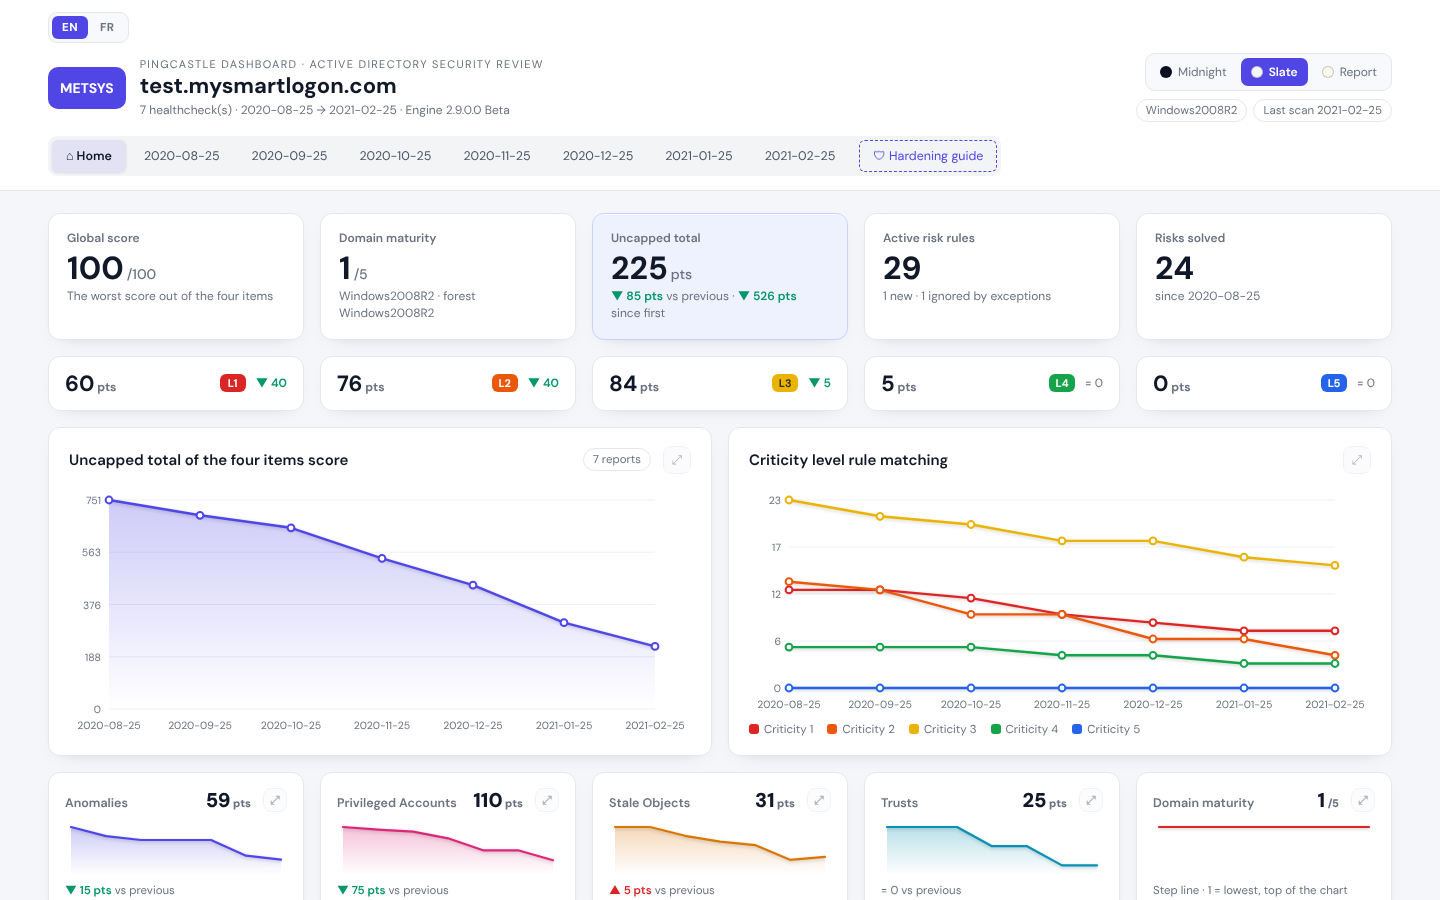 EN FR
METSYS
PINGCASTLE DASHBOARD · ACTIVE DIRECTORY SECURITY REVIEW
test.mysmartlogon.com
7 healthcheck(s) · 2020-08-25 → 2021-02-25 · Engine 2.9.0.0 Beta
Midnight Slate Report
Windows2008R2 Last scan 2021-02-25
⌂ Home 2020-08-25 2020-09-25 2020-10-25 2020-11-25 2020-12-25 2021-01-25 2021-02-25 Hardening guide
Global score
100 /100
The worst score out of the four items
Domain maturity
1 /5
Windows2008R2 · forest
Windows2008R2
Uncapped total
225 pts
▼ 85 pts vs previous · ▼ 526 pts
since first
Active risk rules
29
1 new · 1 ignored by exceptions
Risks solved
24
since 2020-08-25
60 pts L1 ▼ 40
76 pts L2 ▼ 40
84 pts L3 ▼ 5
5 pts L4 = 0
0 pts L5 = 0
Uncapped total of the four items score 7 reports
751
563
376
188
0
2020-08-25 2020-09-25 2020-10-25 2020-11-25 2020-12-25 2021-01-25 2021-02-25
Criticity level rule matching
23
17
12
6
0
2020-08-25 2020-09-25 2020-10-25 2020-11-25 2020-12-25 2021-01-25 2021-02-25
Criticity 1 Criticity 2 Criticity 3 Criticity 4 Criticity 5
Anomalies 59 pts
▼ 15 pts vs previous
Privileged Accounts 110 pts
▼ 75 pts vs previous
Stale Objects 31 pts
▲ 5 pts vs previous
Trusts 25 pts
= 0 vs previous
Domain maturity 1 /5
Step line · 1 = lowest, top of the chart